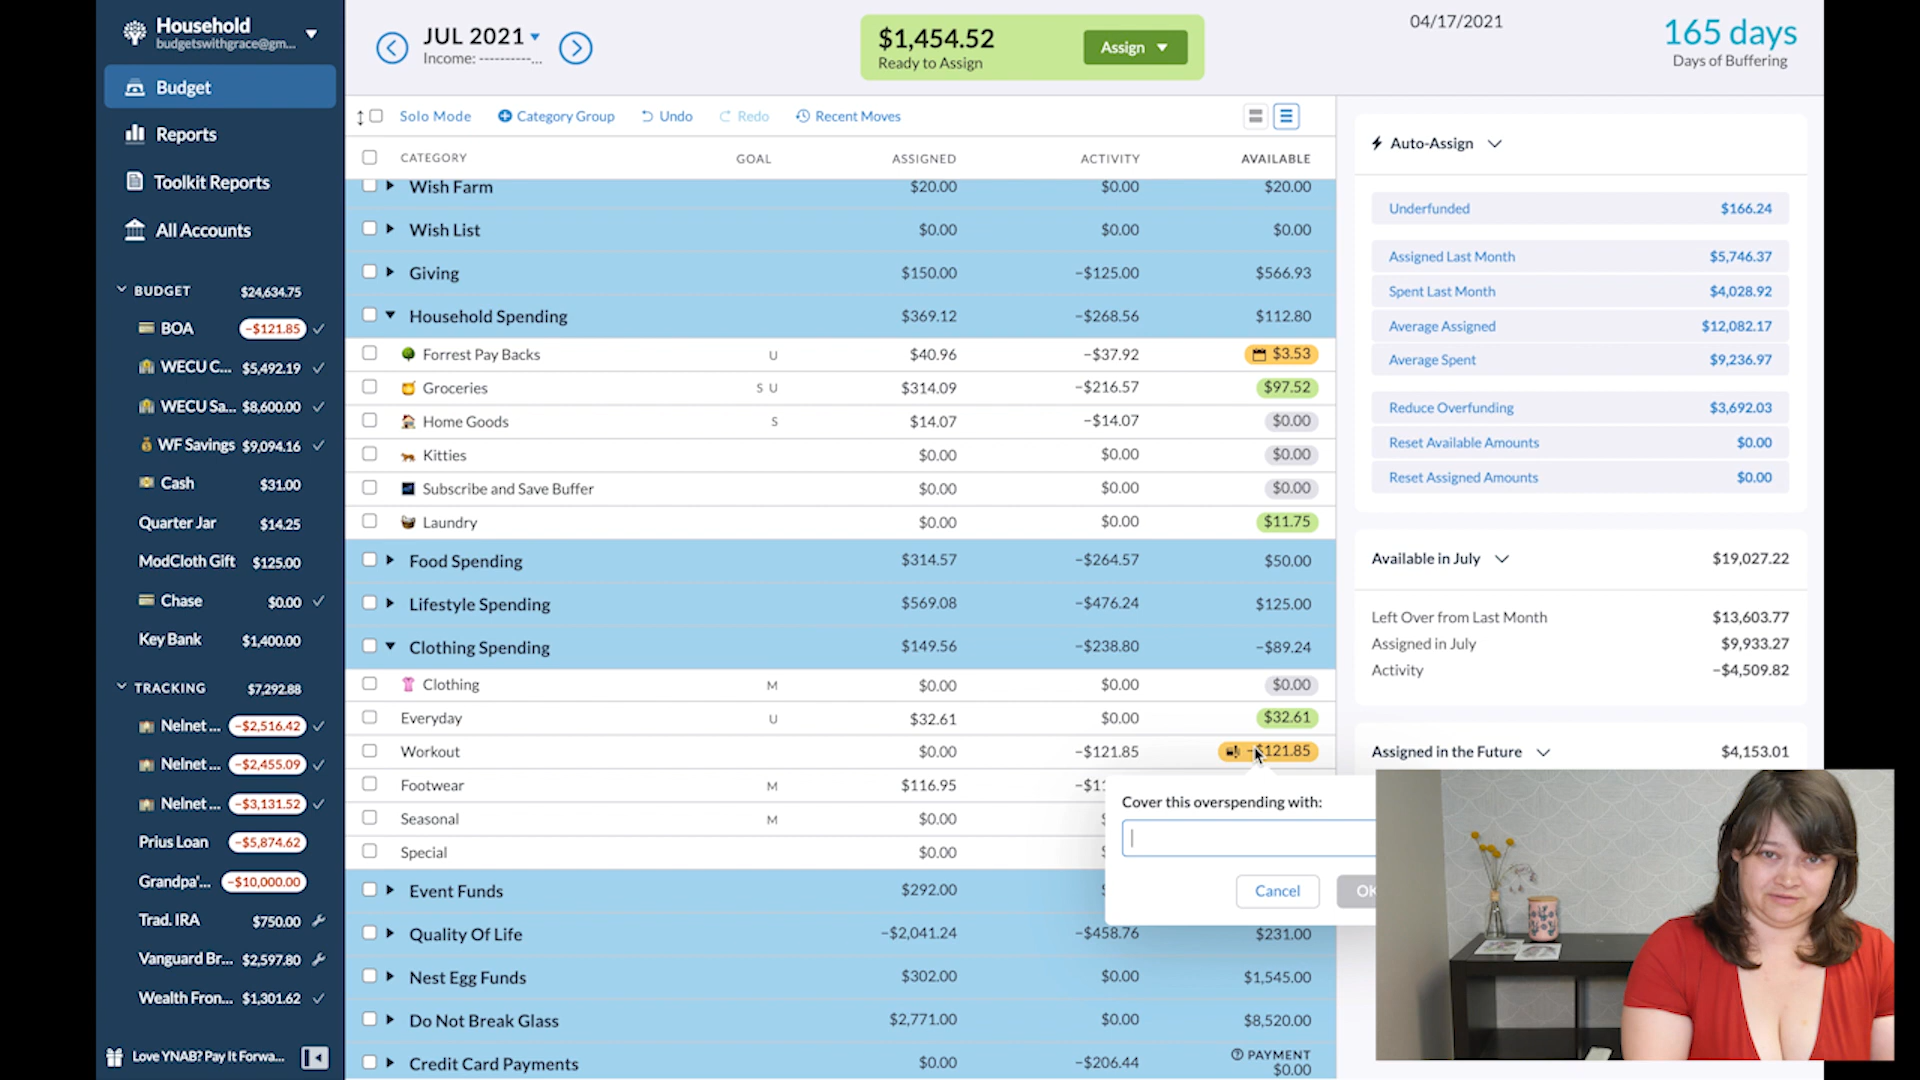 Household
budgetswithgrace@gm...
Budget
Reports
Toolkit Reports
All Accounts
BUDGET $24,634.75
BOA -$121.85
WECU C... $5,492.19
WECU Sa... $8,600.00
WF Savings $9,094.16
Cash $31.00
Quarter Jar $14.25
ModCloth Gift $125.00
Chase $0.00
Key Bank $1,400.00
TRACKING $7,292.88
Nelnet ... -$2,516.42
Nelnet ... -$2,455.09
Nelnet ... -$3,131.52
Prius Loan -$5,874.62
Grandpa'... -$10,000.00
Trad. IRA $750.00
Vanguard Br... $2,597.80
Wealth Fron... $1,301.62
Love YNAB? Pay It Forwa...
JUL 2021
Income: ----------...
$1,454.52
Ready to Assign
Assign
04/17/2021
165 days
Days of Buffering
Solo Mode Category Group Undo Redo Recent Moves
CATEGORY GOAL ASSIGNED ACTIVITY AVAILABLE
Wish Farm $20.00 $0.00 $20.00
Wish List $0.00 $0.00 $0.00
Giving $150.00 -$125.00 $566.93
Household Spending $369.12 -$268.56 $112.80
Forrest Pay Backs U $40.96 -$37.92 $3.53
Groceries S U $314.09 -$216.57 $97.52
Home Goods S $14.07 -$14.07 $0.00
Kitties $0.00 $0.00 $0.00
Subscribe and Save Buffer $0.00 $0.00 $0.00
Laundry $0.00 $0.00 $11.75
Food Spending $314.57 -$264.57 $50.00
Lifestyle Spending $569.08 -$476.24 $125.00
Clothing Spending $149.56 -$238.80 -$89.24
Clothing M $0.00 $0.00 $0.00
Everyday U $32.61 $0.00 $32.61
Workout $0.00 -$121.85 -$121.85
Footwear M $116.95 -$11
Seasonal M $0.00
Special $0.00
Event Funds $292.00
Quality Of Life -$2,041.24 -$458.76 $231.00
Nest Egg Funds $302.00 $0.00 $1,545.00
Do Not Break Glass $2,771.00 $0.00 $8,520.00
Credit Card Payments $0.00 -$206.44 PAYMENT
$0.00
Cover this overspending with:
Cancel OK
Auto-Assign
Underfunded $166.24
Assigned Last Month $5,746.37
Spent Last Month $4,028.92
Average Assigned $12,082.17
Average Spent $9,236.97
Reduce Overfunding $3,692.03
Reset Available Amounts $0.00
Reset Assigned Amounts $0.00
Available in July $19,027.22
Left Over from Last Month $13,603.77
Assigned in July $9,933.27
Activity -$4,509.82
Assigned in the Future $4,153.01